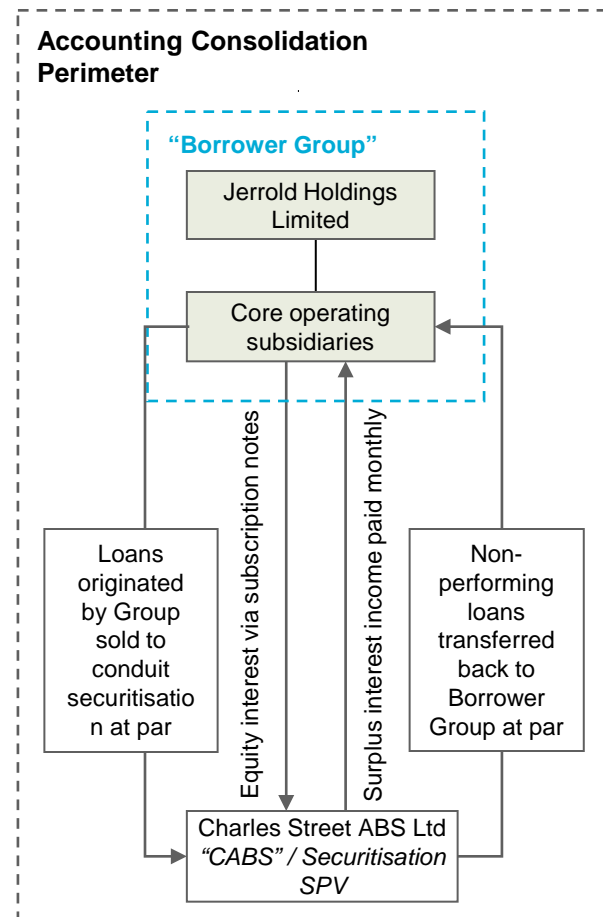 Accounting Consolidation
Perimeter
“Borrower Group”
Jerrold Holdings
Limited
Core operating
subsidiaries
Equity interest via subscription notes
Surplus interest income paid monthly
Loans
originated
by Group
sold to
conduit
securitisatio
n at par
Non-
performing
loans
transferred
back to
Borrower
Group at par
Charles Street ABS Ltd
“CABS” / Securitisation
SPV